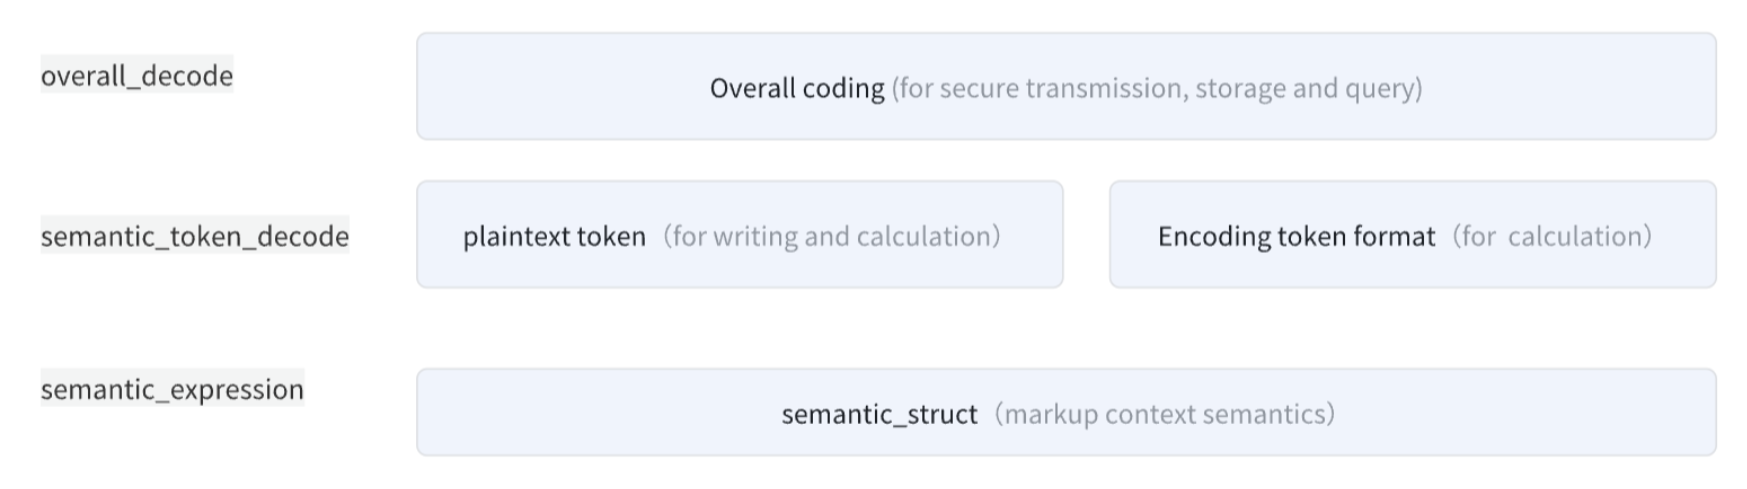 overall_decode
Overall coding (for secure transmission, storage and query)
semantic_token_decode
plaintext token （for writing and calculation）
Encoding token format （for calculation）
semantic_expression
semantic_struct （markup context semantics）